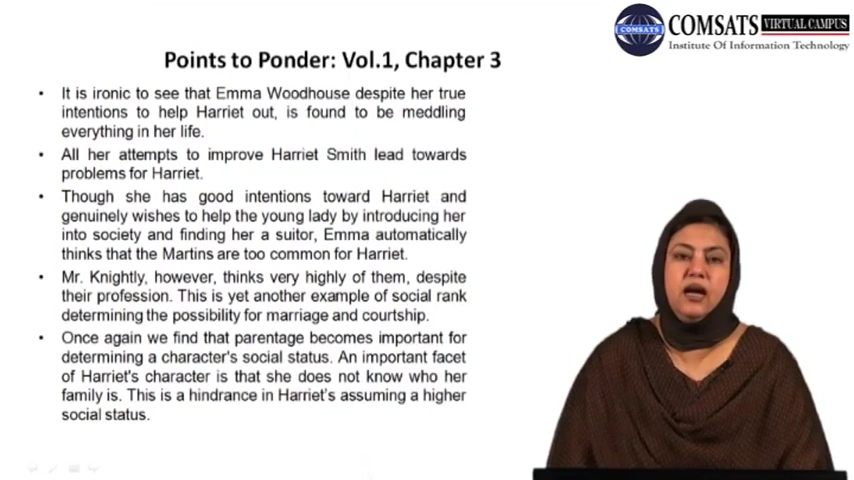 COMSATS
COMSATS VIRTUAL CAMPUS
Institute Of Information Technology
Points to Ponder: Vol.1, Chapter 3
• It is ironic to see that Emma Woodhouse despite her true
intentions to help Harriet out, is found to be meddling
everything in her life.
• All her attempts to improve Harriet Smith lead towards
problems for Harriet.
• Though she has good intentions toward Harriet and
genuinely wishes to help the young lady by introducing her
into society and finding her a suitor, Emma automatically
thinks that the Martins are too common for Harriet.
• Mr. Knightly, however, thinks very highly of them, despite
their profession. This is yet another example of social rank
determining the possibility for marriage and courtship.
• Once again we find that parentage becomes important for
determining a character's social status. An important facet
of Harriet's character is that she does not know who her
family is. This is a hindrance in Harriet's assuming a higher
social status.